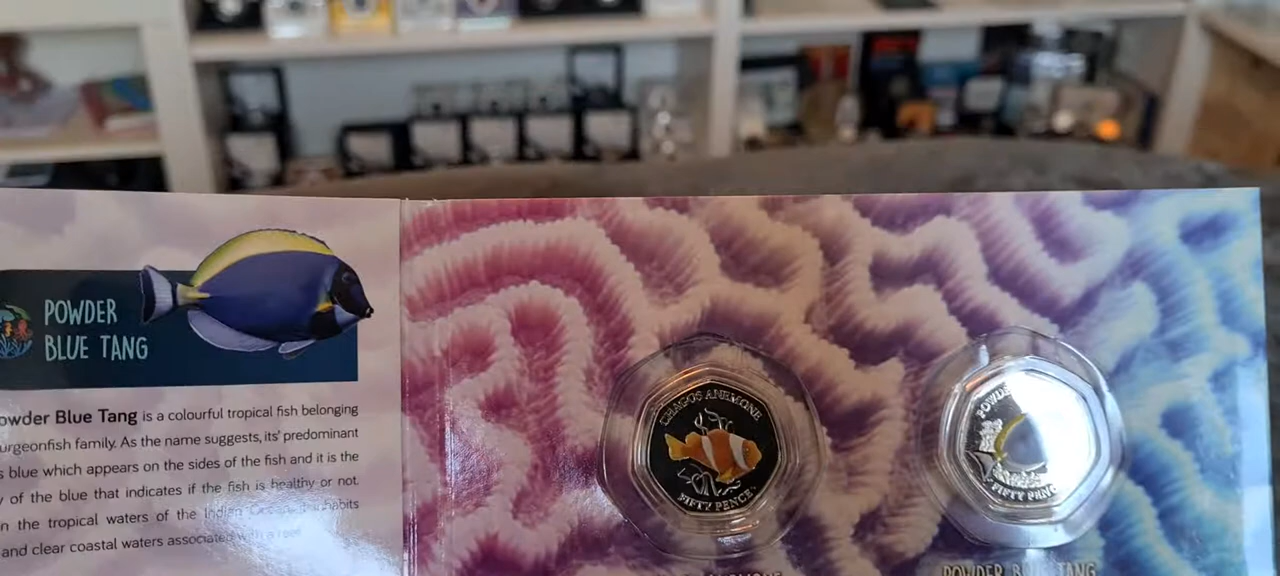 POWDER
BLUE TANG
owder Blue Tang is a colourful tropical fish belonging
urgeonfish family. As the name suggests, its' predominant
s blue which appears on the sides of the fish and it is the
y of the blue that indicates if the fish is healthy or not.
n the tropical waters of the Indian
and clear coastal waters associated with a reef
CHAGOS ANEMONE
FIFTY PENCE
FIFTY PENC
POWDER BLUE TANG